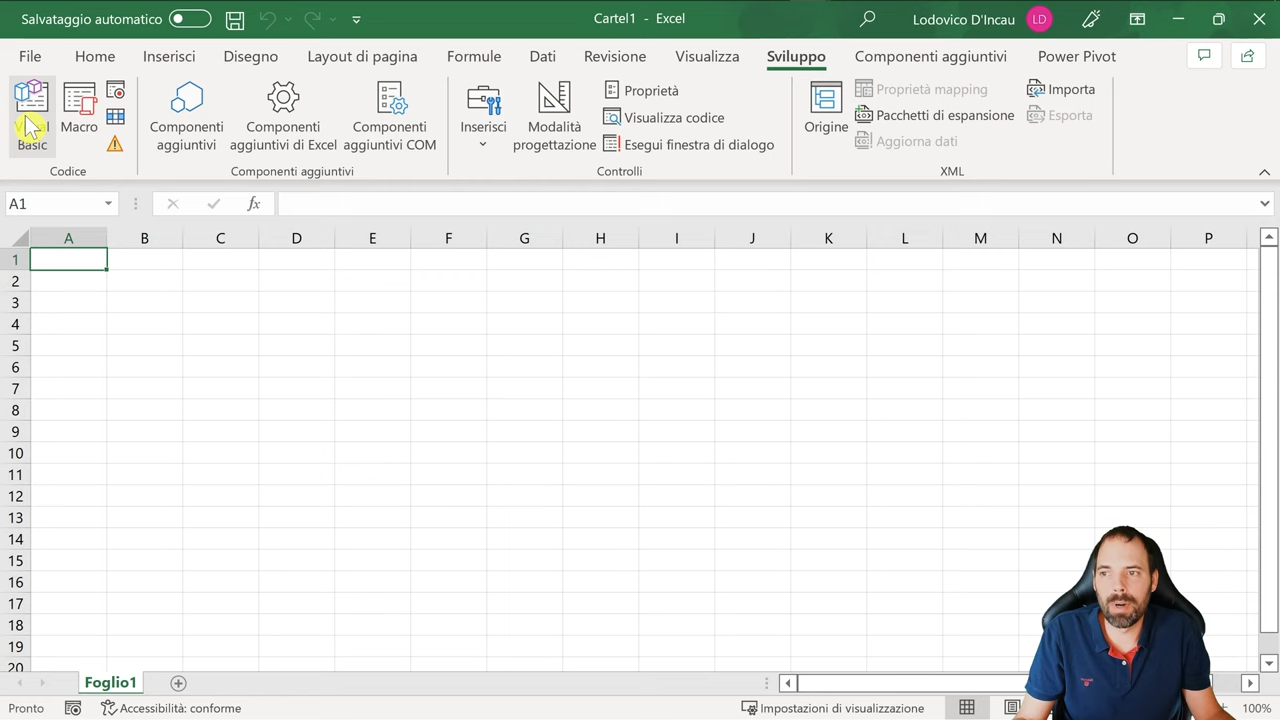 Salvataggio automatico
Cartel1 - Excel
Lodovico D'Incau
LD
File
Home
Inserisci
Disegno
Layout di pagina
Formule
Dati
Revisione
Visualizza
Sviluppo
Componenti aggiuntivi
Power Pivot
Basic
Macro
Codice
Componenti
aggiuntivi
Componenti
aggiuntivi di Excel
Componenti
aggiuntivi COM
Componenti aggiuntivi
Inserisci
Modalità
progettazione
Proprietà
Visualizza codice
Esegui finestra di dialogo
Controlli
Origine
Proprietà mapping
Pacchetti di espansione
Aggiorna dati
Importa
Esporta
XML
A1
fx
A B C D E F G H I J K L M N O P
1
2
3
4
5
6
7
8
9
10
11
12
13
14
15
16
17
18
19
20
Foglio1
Pronto
Accessibilità: conforme
Impostazioni di visualizzazione
100%